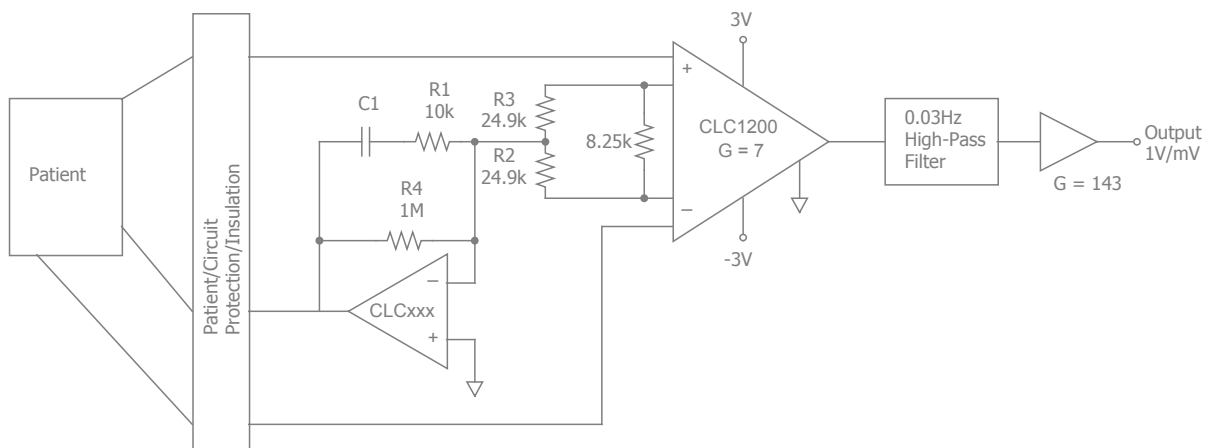 Patient
Patient/Circuit
Protection/Insulation
C1
R1
10k
R4
1M
CLCxxx
−
+
R3
24.9k
R2
24.9k
8.25k
+
CLC1200
G = 7
−
3V
-3V
0.03Hz
High-Pass
Filter
G = 143
Output
1V/mV